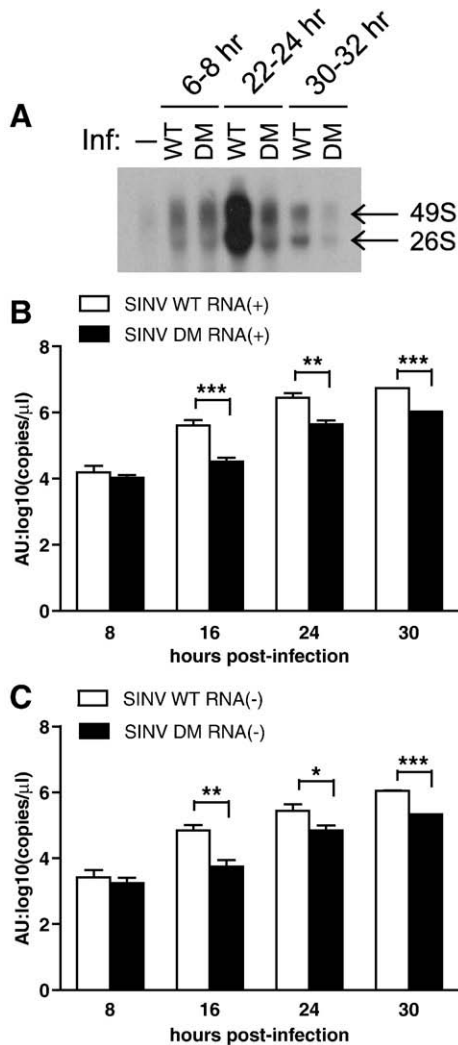 A
6-8 hr 22-24 hr 30-32 hr
Inf: – WT DM WT DM WT DM
49S
26S
B
SINV WT RNA(+)
SINV DM RNA(+)
AU:log10(copies/µl)
8
6
4
2
0
*** ** ***
8 16 24 30
hours post-infection
C
SINV WT RNA(-)
SINV DM RNA(-)
AU:log10(copies/µl)
8
6
4
2
0
** * ***
8 16 24 30
hours post-infection